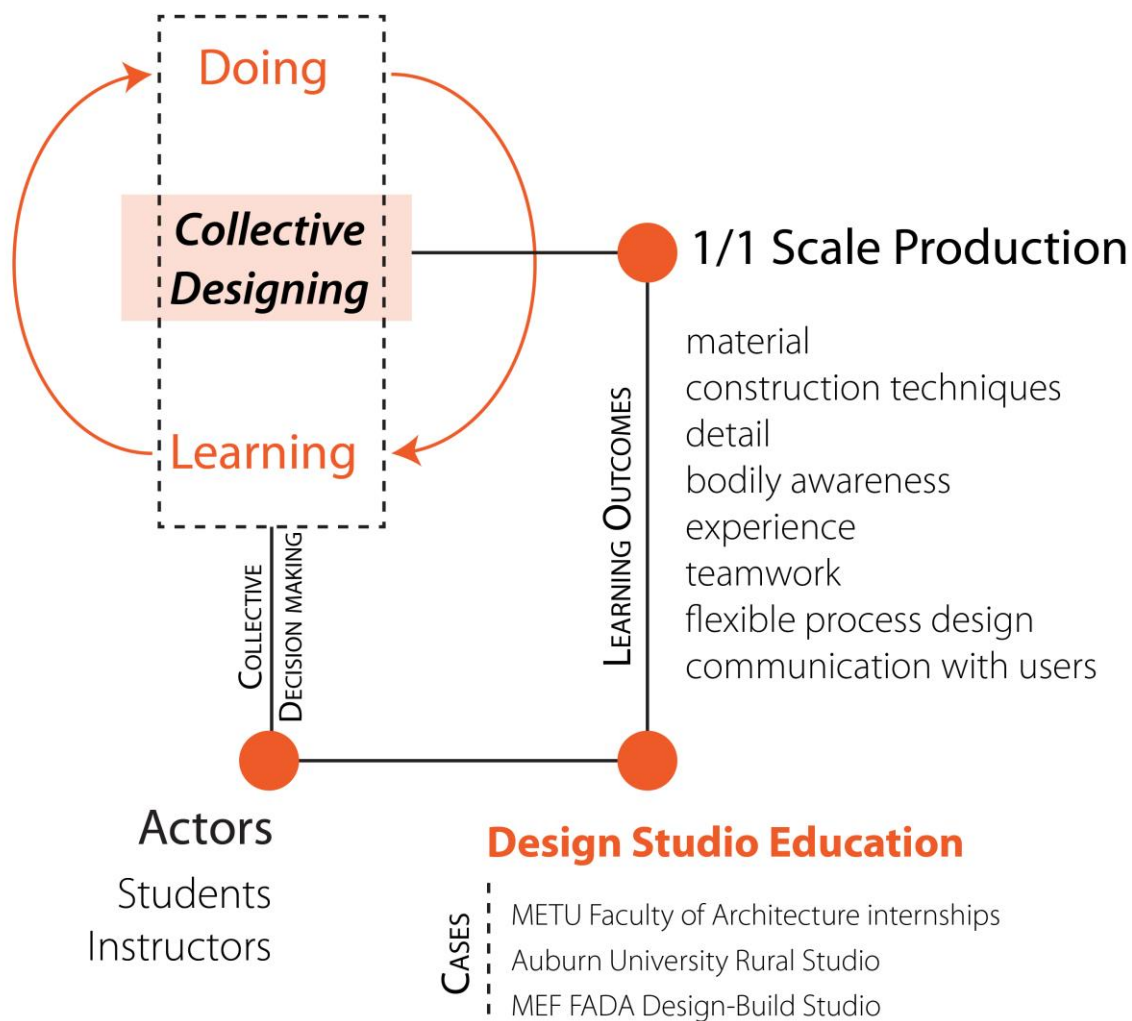 Doing
Collective
Designing
Learning
1/1 Scale Production
material
construction techniques
detail
bodily awareness
experience
teamwork
flexible process design
communication with users
Learning Outcomes
Collective
Decision making
Actors
Students
Instructors
Design Studio Education
Cases
METU Faculty of Architecture internships
Auburn University Rural Studio
MEF FADA Design-Build Studio